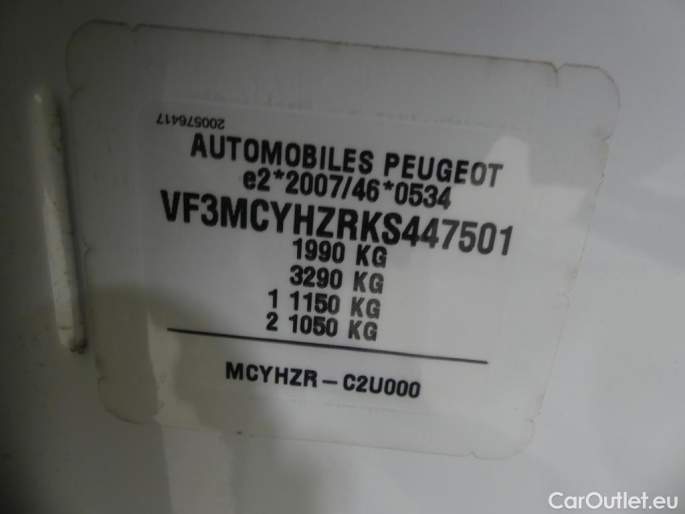 200576417
AUTOMOBILES PEUGEOT
e2*2007/46*0534
VF3MCYHZRKS447501
1990 KG
3290 KG
1 1150 KG
2 1050 KG
MCYHZR - C2U000
CarOutlet.eu